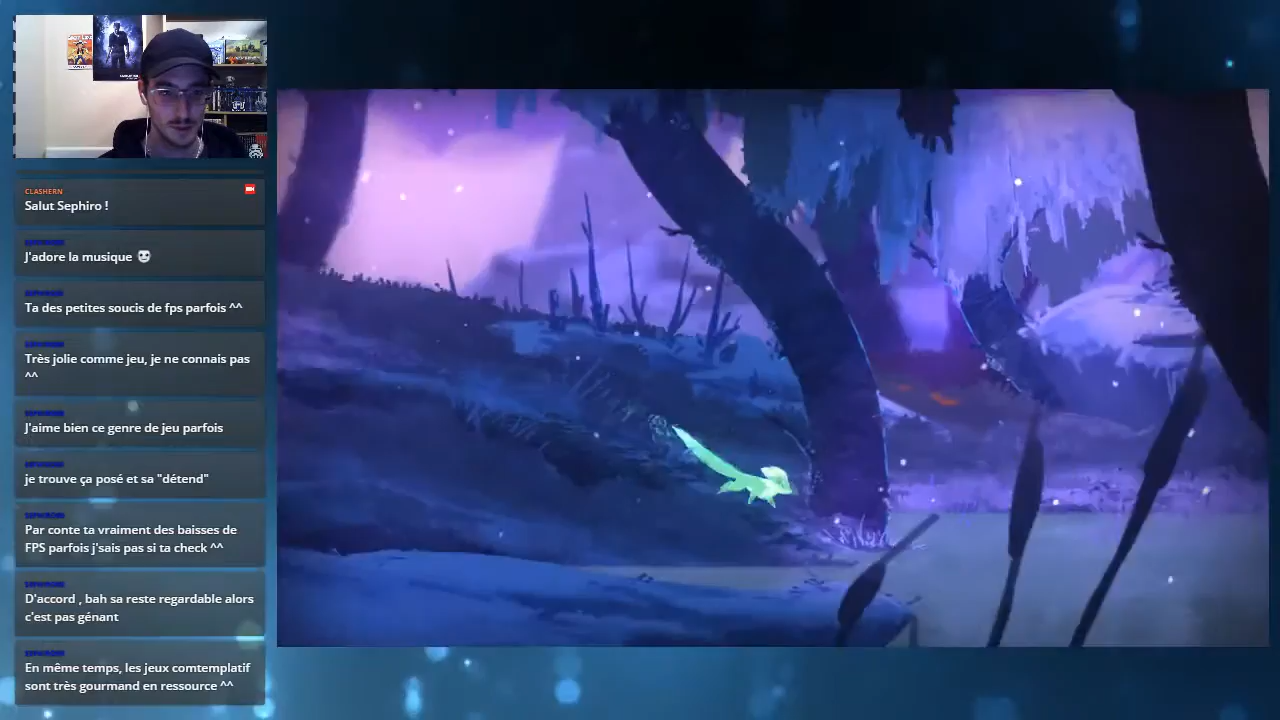 CLASHERN
Salut Sephiro !
J'adore la musique
Ta des petites soucis de fps parfois ^^
Très jolie comme jeu, je ne connais pas
^^
J'aime bien ce genre de jeu parfois
je trouve ça posé et sa "détend"
Par conte ta vraiment des baisses de
FPS parfois j'sais pas si ta check ^^
D'accord , bah sa reste regardable alors
c'est pas génant
En même temps, les jeux comtemplatif
sont très gourmand en ressource ^^